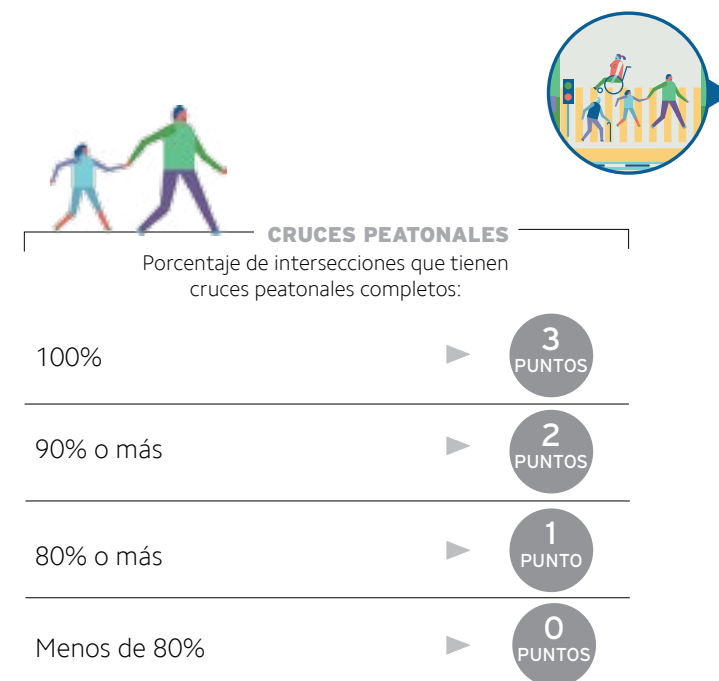 CRUCES PEATONALES
Porcentaje de intersecciones que tienen
cruces peatonales completos:
100%
3
PUNTOS
90% o más
2
PUNTOS
80% o más
1
PUNTO
Menos de 80%
0
PUNTOS